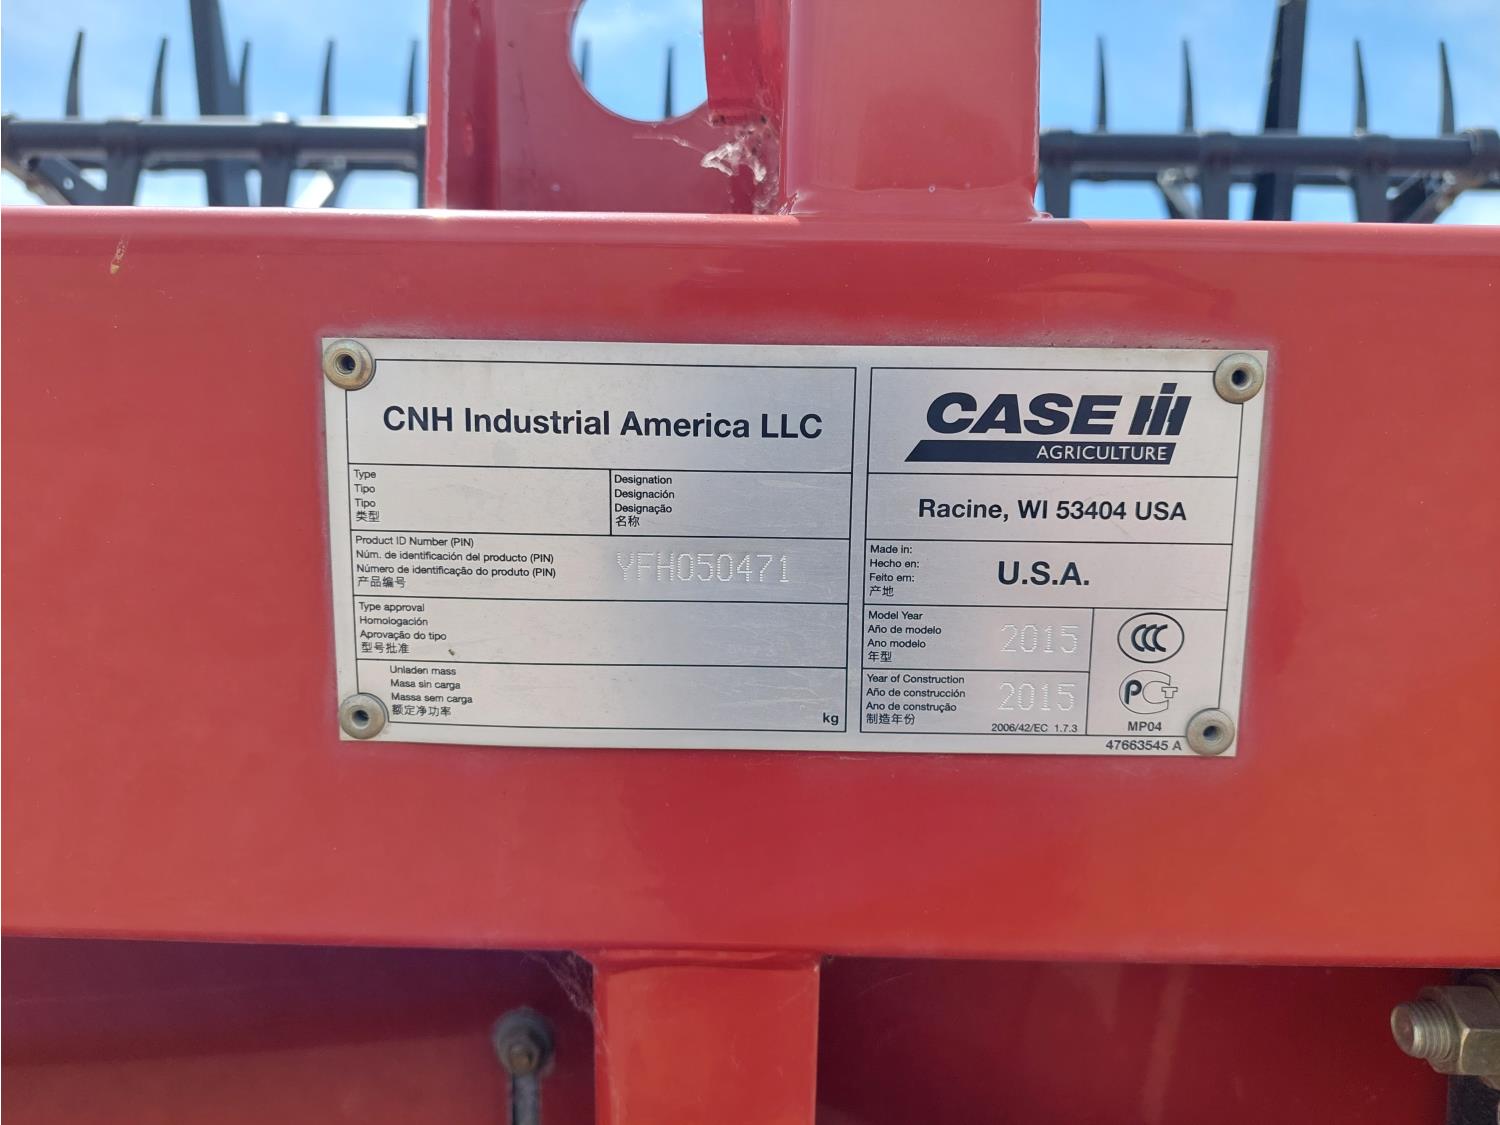 CNH Industrial America LLC
Type
Tipo
Tipo
类型
Designation
Designación
Designação
名称
Product ID Number (PIN)
Núm. de identificación del producto (PIN)
Número de identificação do produto (PIN)
产品编号
YFH050471
Type approval
Homologación
Aprovação do tipo
型号批准
Unladen mass
Masa sin carga
Massa sem carga
额定净功率
kg
CASE IH
AGRICULTURE
Racine, WI 53404 USA
Made in:
Hecho en:
Feito em:
产地
U.S.A.
Model Year
Año de modelo
Ano modelo
年型
2015
Year of Construction
Año de construcción
Ano de construção
制造年份
2015
2006/42/EC 1.7.3
CCC
PCT
MP04
47663545 A